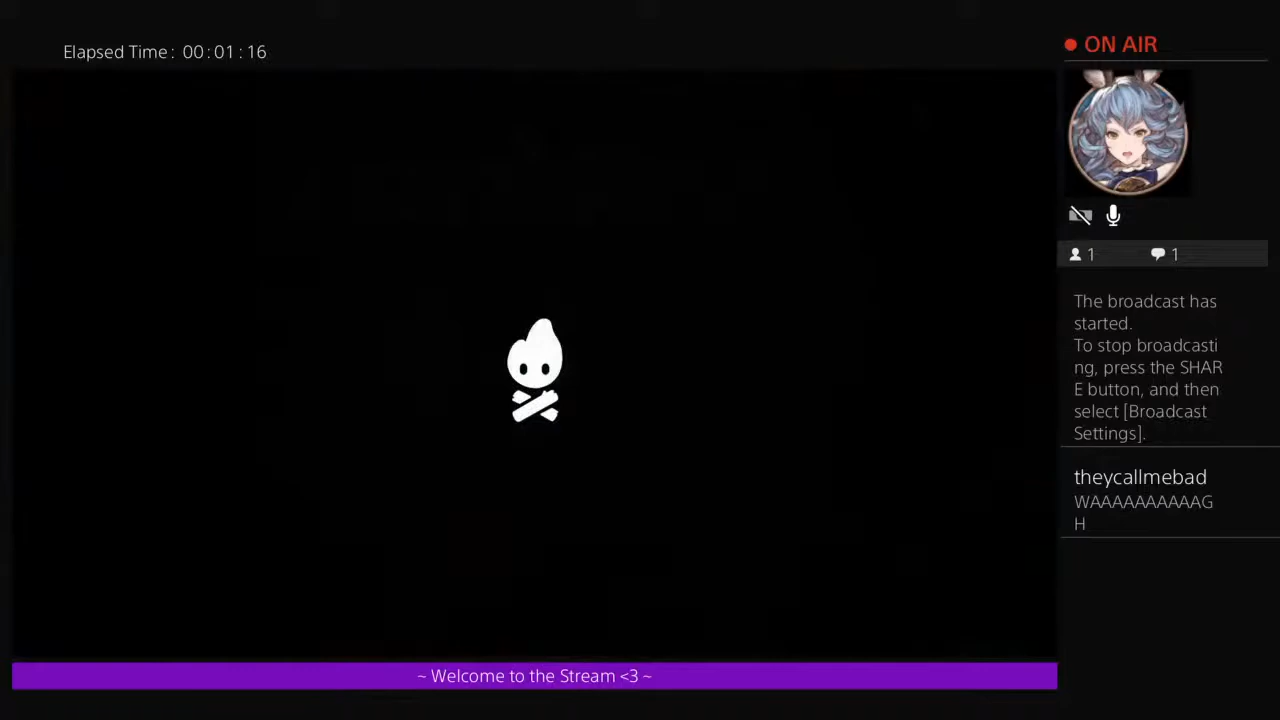 Elapsed Time: 00:01:16
ON AIR
1 1
The broadcast has
started.
To stop broadcasti
ng, press the SHAR
E button, and then
select [Broadcast
Settings].
theycallmebad
WAAAAAAAAAAG
H
~ Welcome to the Stream <3 ~